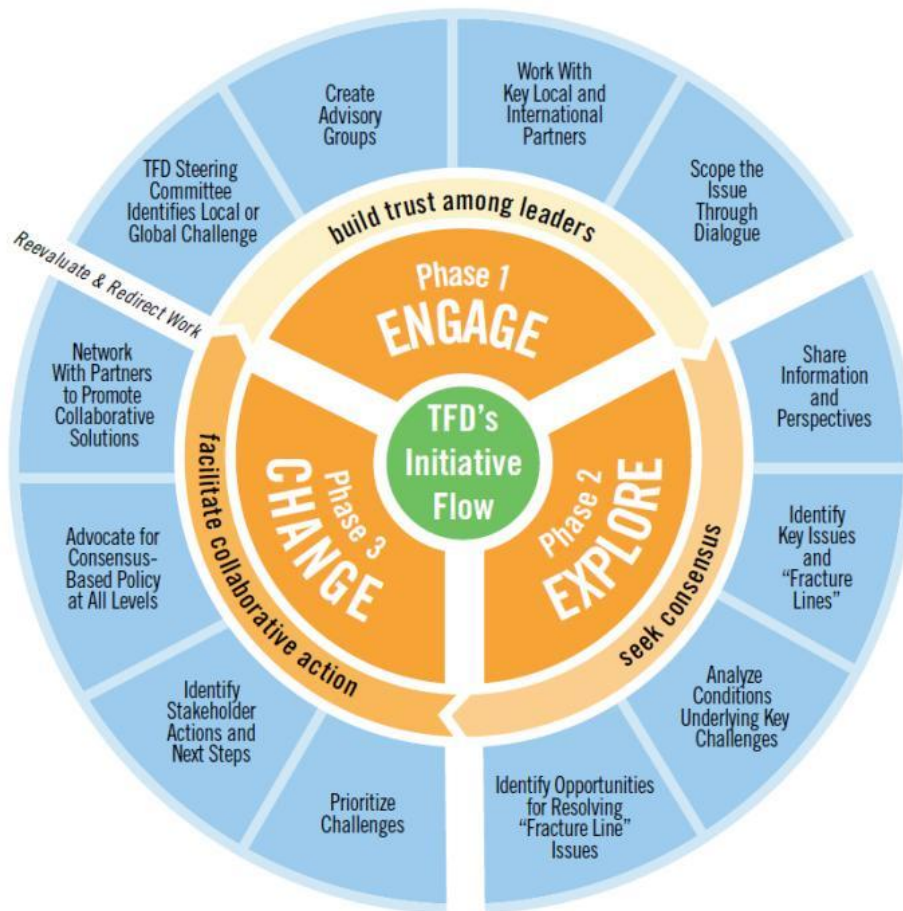 TFD's
Initiative
Flow
Phase 1
ENGAGE
build trust among leaders
TFD Steering
Committee
Identifies Local or
Global Challenge
Create
Advisory
Groups
Work With
Key Local and
International
Partners
Scope the
Issue
Through
Dialogue
Phase 2
EXPLORE
seek consensus
Share
Information
and
Perspectives
Identify
Key Issues
and
“Fracture
Lines”
Analyze
Conditions
Underlying Key
Challenges
Identify Opportunities
for Resolving
“Fracture Line”
Issues
Phase 3
CHANGE
facilitate collaborative action
Prioritize
Challenges
Identify
Stakeholder
Actions and
Next Steps
Advocate for
Consensus-
Based Policy
at All Levels
Network
With Partners
to Promote
Collaborative
Solutions
Reevaluate & Redirect Work